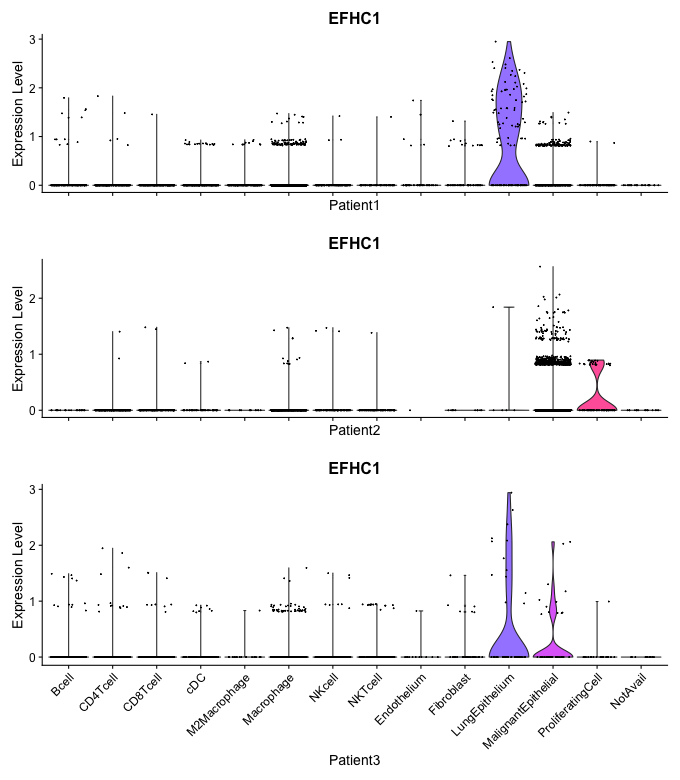 EFHC1
3
2
1
0
Expression Level
Patient1
EFHC1
2
1
0
Expression Level
Patient2
EFHC1
3
2
1
0
Expression Level
Bcell
CD4Tcell
CD8Tcell
cDC
M2Macrophage
Macrophage
NKcell
NKTcell
Endothelium
Fibroblast
LungEpithelium
MalignantEpithelial
ProliferatingCell
NotAvail
Patient3